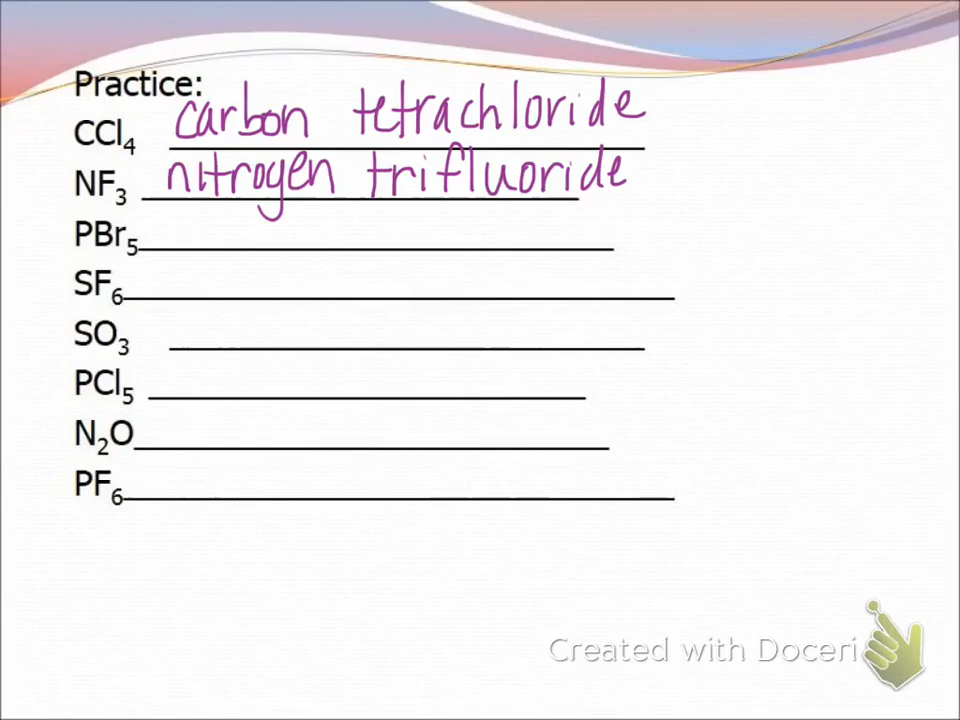 Practice:
CCl₄ carbon tetrachloride
NF₃ nitrogen trifluoride
PBr₅
SF₆
SO₃
PCl₅
N₂O
PF₆
Created with Doceri